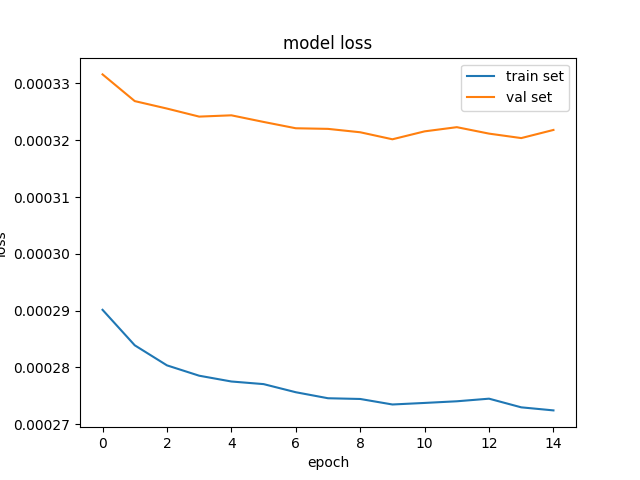 model loss
train set
val set
0.00033
0.00032
0.00031
0.00030
0.00029
0.00028
0.00027
loss
0 2 4 6 8 10 12 14
epoch